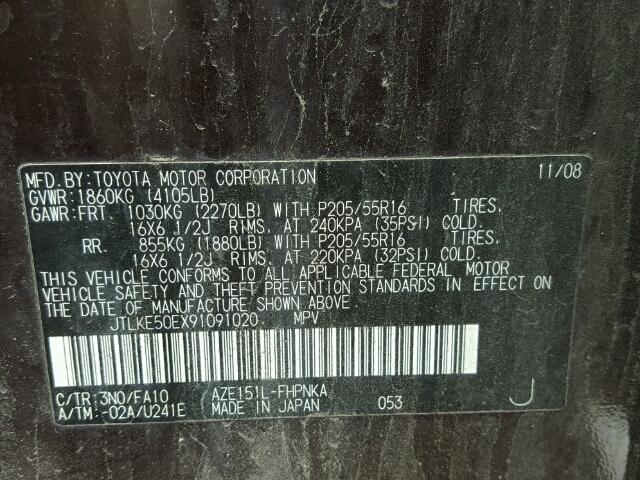 MFD.BY:TOYOTA MOTOR CORPORATION 11/08
GVWR:1860KG (4105LB)
GAWR:FRT. 1030KG (2270LB) WITH P205/55R16 TIRES,
16X6 1/2J RIMS, AT 240KPA (35PSI) COLD.
RR. 855KG (1880LB) WITH P205/55R16 TIRES,
16X6 1/2J RIMS, AT 220KPA (32PSI) COLD.
THIS VEHICLE CONFORMS TO ALL APPLICABLE FEDERAL MOTOR
VEHICLE SAFETY AND THEFT PREVENTION STANDARDS IN EFFECT ON
THE DATE OF MANUFACTURE SHOWN ABOVE.
JTLKE50EX91091020 MPV
C/TR:3N0/FA10 AZE151L-FHPNKA
A/TM:-02A/U241E MADE IN JAPAN 053 J